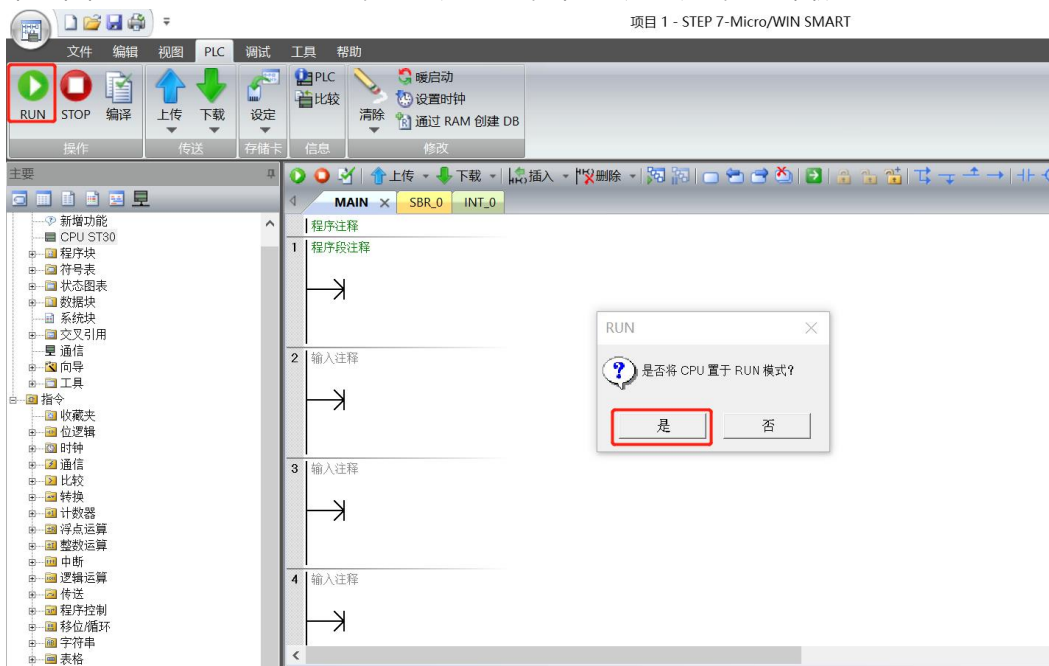 项目 1 - STEP 7-Micro/WIN SMART
文件 编辑 视图 PLC 调试 工具 帮助
RUN STOP 编译 上传 下载 设定 PLC 比较 清除 暖启动 设置时钟 通过 RAM 创建 DB
操作 传送 存储卡 信息 修改
主要
上传 下载 插入 删除
MAIN SBR_0 INT_0
新增功能
CPU ST30
程序块
符号表
状态图表
数据块
系统块
交叉引用
通信
向导
工具
指令
收藏夹
位逻辑
时钟
通信
比较
转换
计数器
浮点运算
整数运算
中断
逻辑运算
传送
程序控制
移位/循环
字符串
表格
程序注释
1 程序段注释
2 输入注释
3 输入注释
4 输入注释
RUN
是否将 CPU 置于 RUN 模式?
是 否